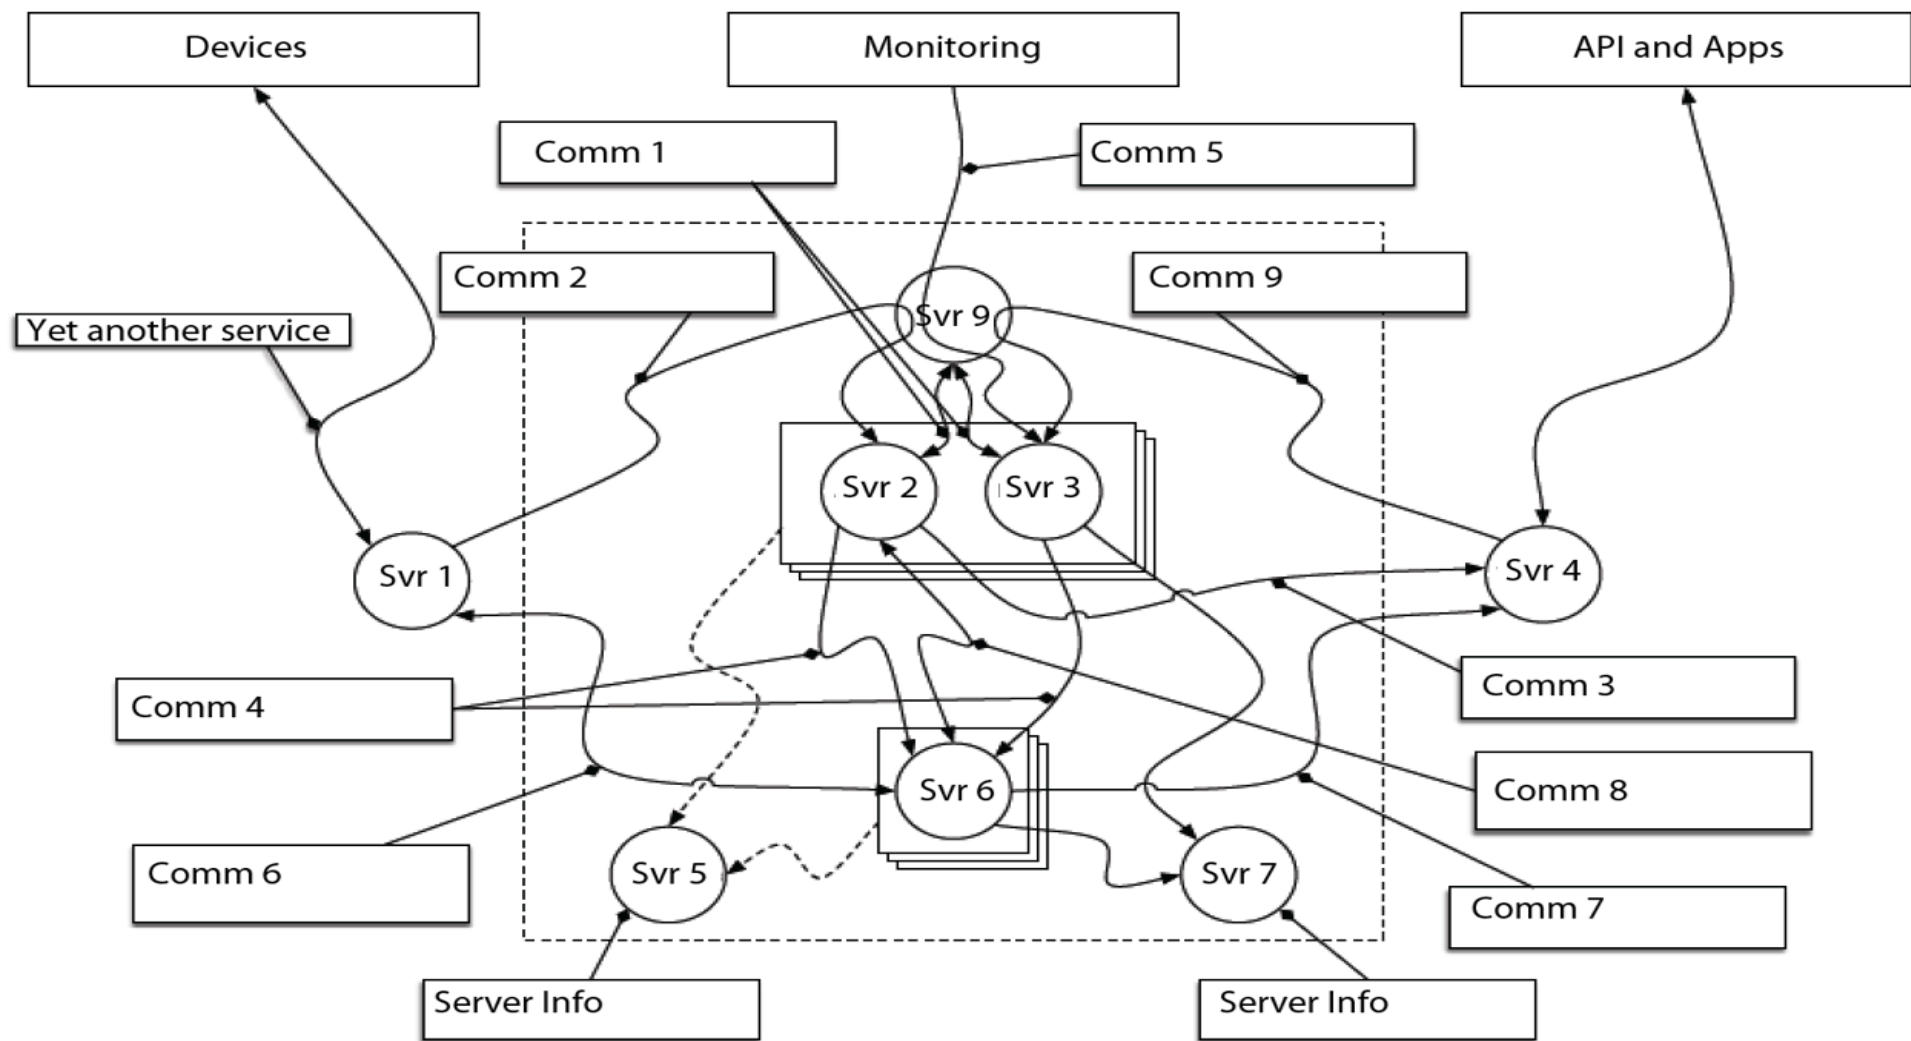 Devices
Monitoring
API and Apps
Comm 1
Comm 5
Comm 2
Comm 9
Yet another service
Svr 9
Svr 2
Svr 3
Svr 1
Svr 4
Comm 4
Comm 3
Svr 6
Comm 8
Comm 6
Svr 5
Svr 7
Comm 7
Server Info
Server Info